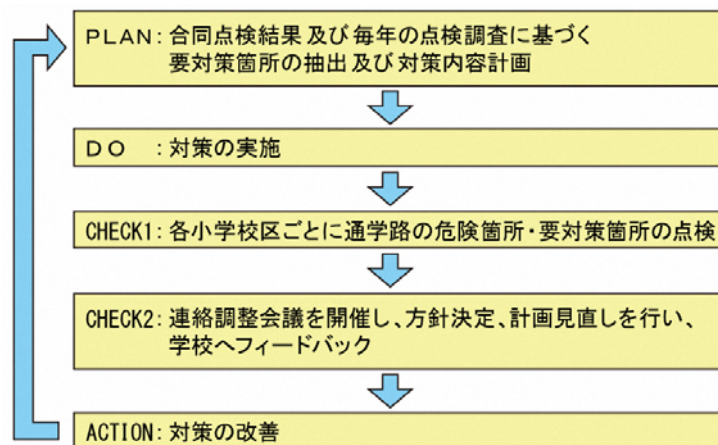 PLAN：合同点検結果及び毎年の点検調査に基づく
要対策箇所の抽出及び対策内容計画
DO　：対策の実施
CHECK1：各小学校区ごとに通学路の危険箇所・要対策箇所の点検
CHECK2：連絡調整会議を開催し、方針決定、計画見直しを行い、
学校へフィードバック
ACTION：対策の改善